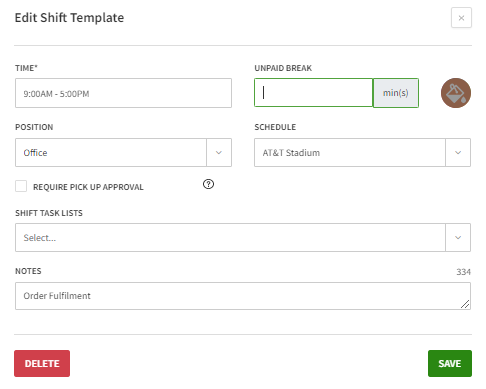 Edit Shift Template
×
TIME*
UNPAID BREAK
9:00AM - 5:00PM
min(s)
POSITION
SCHEDULE
Office
AT&T Stadium
REQUIRE PICK UP APPROVAL
?
SHIFT TASK LISTS
Select...
NOTES
334
Order Fulfilment
DELETE
SAVE